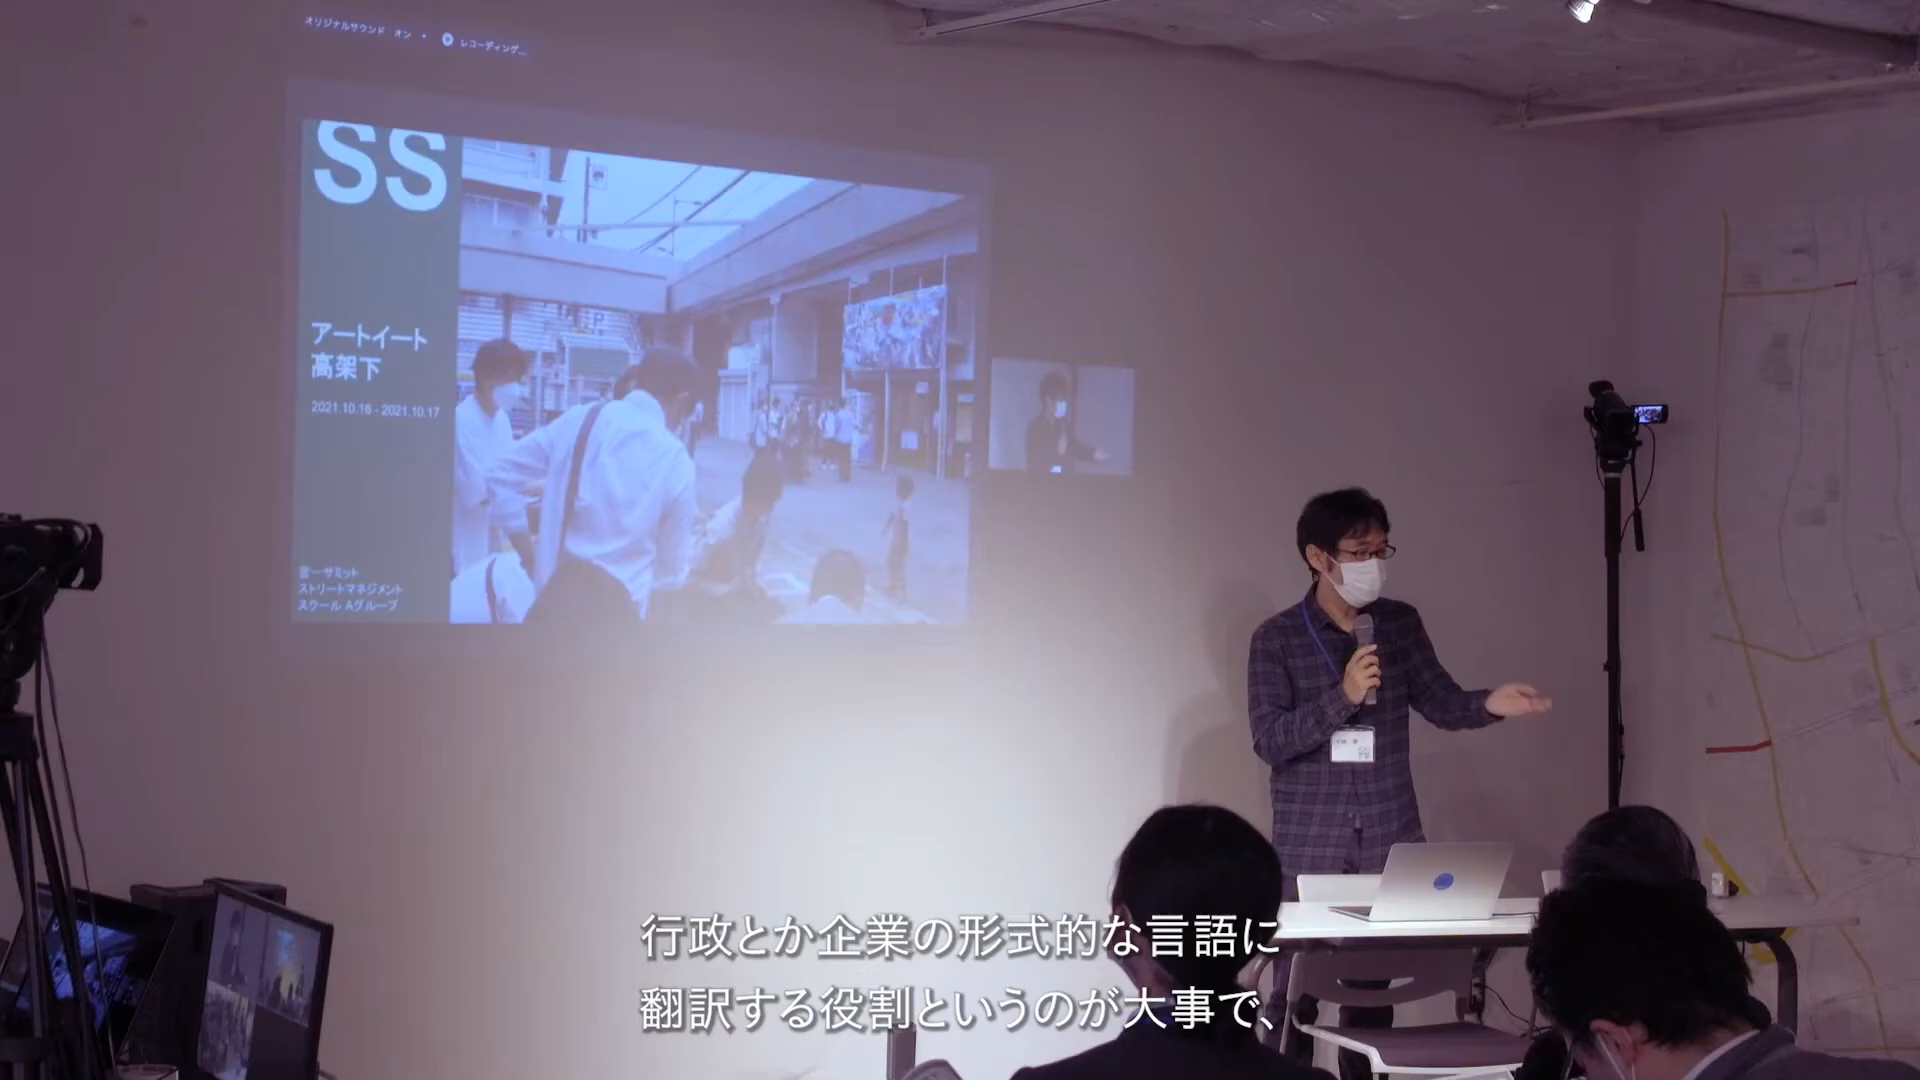 オリジナルサウンド オン
レコーディング...
SS
アートイート
高架下
2021.10.16 - 2021.10.17
ストリートマネジメント
スクール Aグループ
P
行政とか企業の形式的な言語に
翻訳する役割というのが大事で、